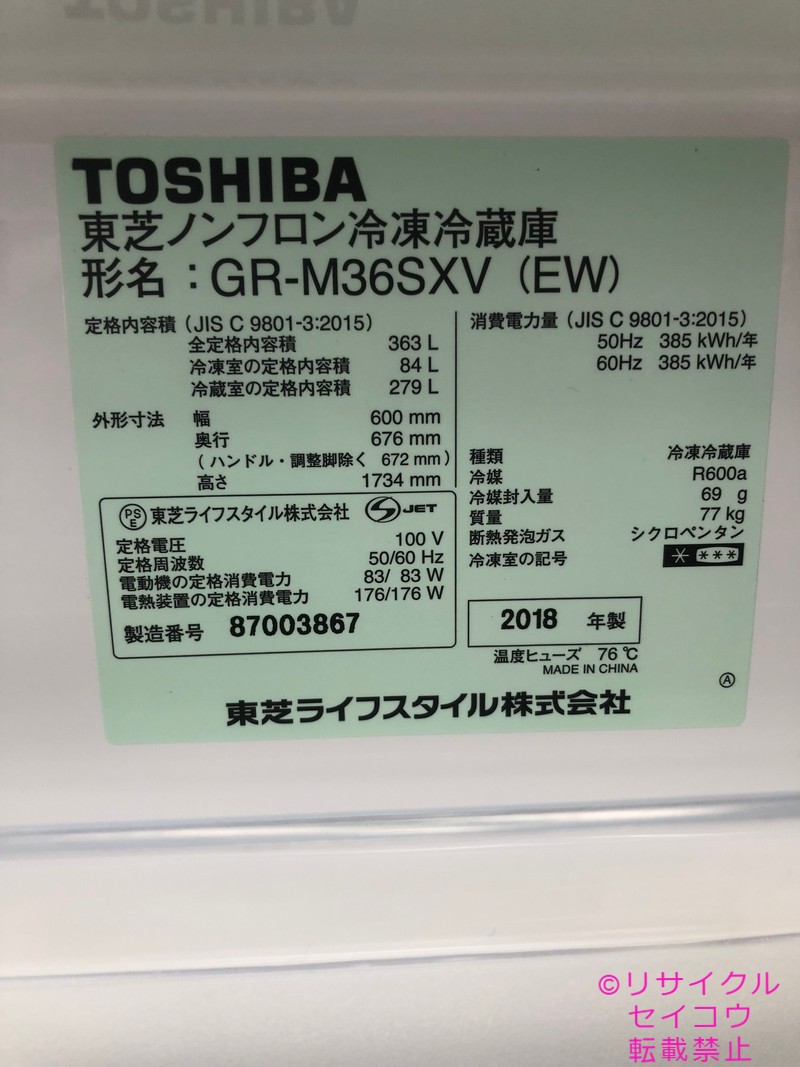 TOSHIBA
東芝ノンフロン冷凍冷蔵庫
形名：GR-M36SXV（EW）
定格内容積（JIS C 9801-3:2015）
全定格内容積 363 L
冷凍室の定格内容積 84 L
冷蔵室の定格内容積 279 L
外形寸法 幅 600 mm
奥行 676 mm
（ハンドル・調整脚除く 672 mm）
高さ 1734 mm
消費電力量（JIS C 9801-3:2015）
50Hz 385 kWh/年
60Hz 385 kWh/年
種類 冷凍冷蔵庫
冷媒 R600a
冷媒封入量 69 g
質量 77 kg
断熱発泡ガス シクロペンタン
冷凍室の記号 * ***
PSE 東芝ライフスタイル株式会社 S JET
定格電圧 100 V
定格周波数 50/60 Hz
電動機の定格消費電力 83/ 83 W
電熱装置の定格消費電力 176/176 W
製造番号 87003867
2018 年製
温度ヒューズ 76 ℃
MADE IN CHINA
Ⓐ
東芝ライフスタイル株式会社
©リサイクル
セイコウ
転載禁止